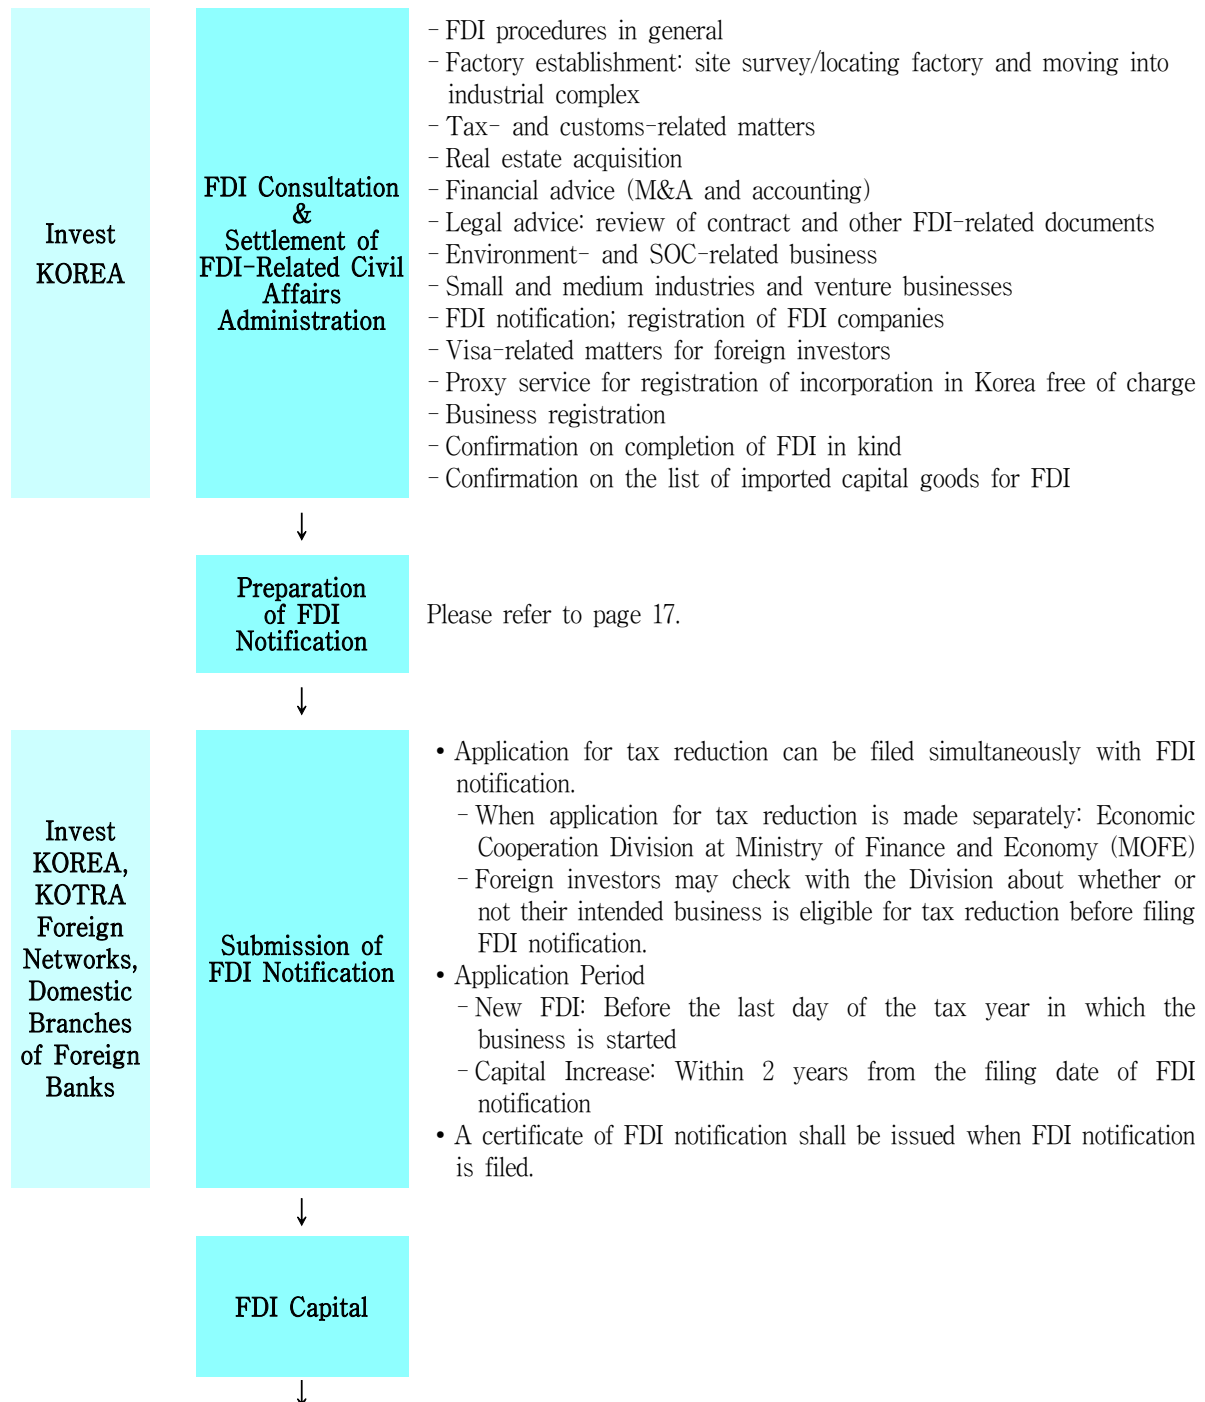 Invest
KOREA
FDI Consultation
&
Settlement of
FDI-Related Civil
Affairs
Administration
- FDI procedures in general
- Factory establishment: site survey/locating factory and moving into
industrial complex
- Tax- and customs-related matters
- Real estate acquisition
- Financial advice (M&A and accounting)
- Legal advice: review of contract and other FDI-related documents
- Environment- and SOC-related business
- Small and medium industries and venture businesses
- FDI notification; registration of FDI companies
- Visa-related matters for foreign investors
- Proxy service for registration of incorporation in Korea free of charge
- Business registration
- Confirmation on completion of FDI in kind
- Confirmation on the list of imported capital goods for FDI
↓
Preparation
of FDI
Notification
Please refer to page 17.
↓
Invest
KOREA,
KOTRA
Foreign
Networks,
Domestic
Branches
of Foreign
Banks
Submission of
FDI Notification
• Application for tax reduction can be filed simultaneously with FDI
notification.
- When application for tax reduction is made separately: Economic
Cooperation Division at Ministry of Finance and Economy (MOFE)
- Foreign investors may check with the Division about whether or
not their intended business is eligible for tax reduction before filing
FDI notification.
• Application Period
- New FDI: Before the last day of the tax year in which the
business is started
- Capital Increase: Within 2 years from the filing date of FDI
notification
• A certificate of FDI notification shall be issued when FDI notification
is filed.
↓
FDI Capital
↓